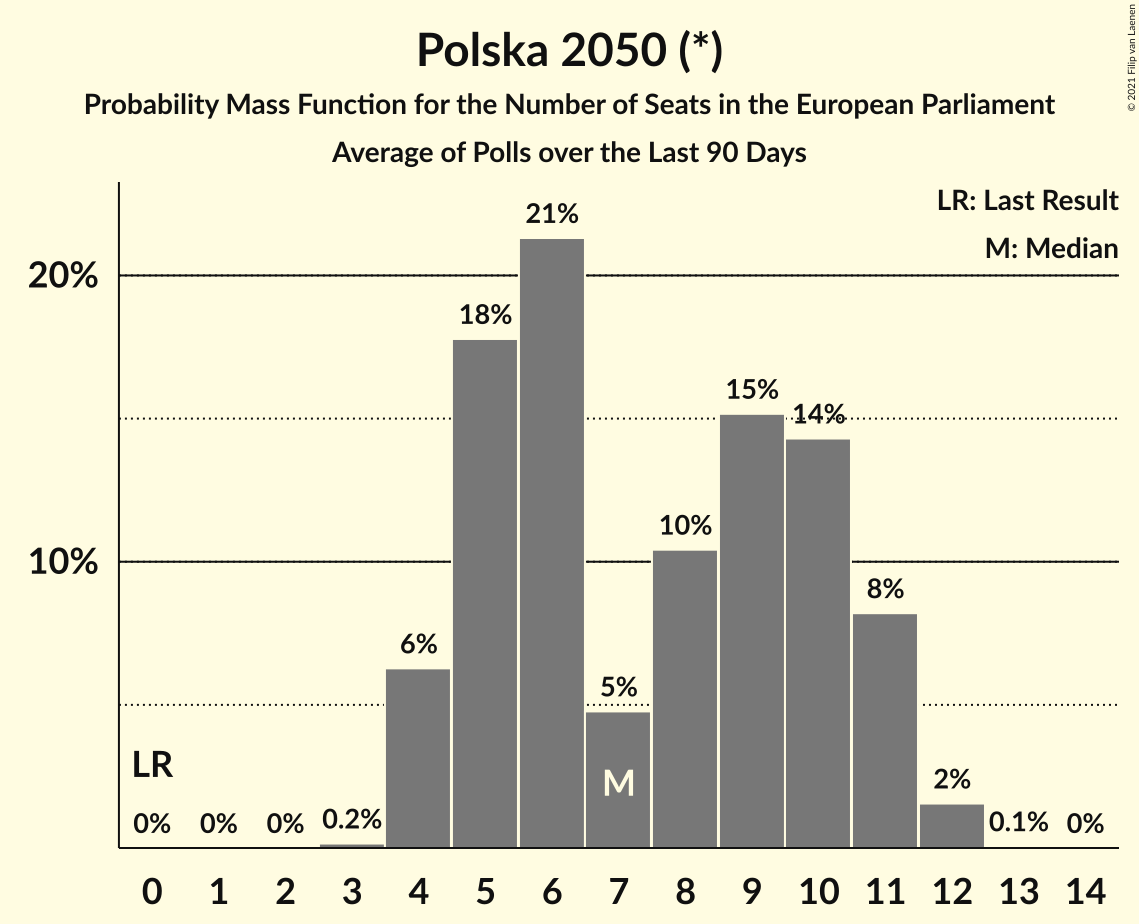 Polska 2050 (*)
Probability Mass Function for the Number of Seats in the European Parliament
Average of Polls over the Last 90 Days
© 2021 Filip van Laenen
LR: Last Result
M: Median
20%
10%
LR
M
0% 0% 0% 0.2% 6% 18% 21% 5% 10% 15% 14% 8% 2% 0.1% 0%
0 1 2 3 4 5 6 7 8 9 10 11 12 13 14